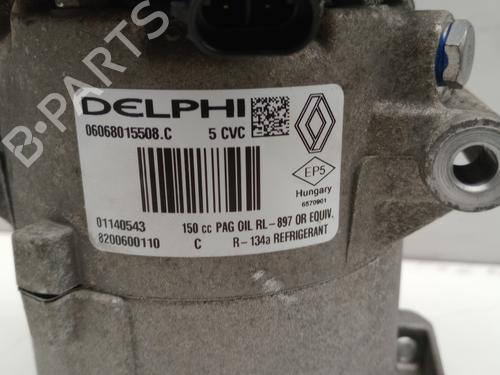 B-PARTS
DELPHI
06068015508.C 5 CVC
EP5
Hungary
6570901
01140543 150 cc PAG OIL RL-897 OR EQUIV,
8200600110 C R-134a REFRIGERANT